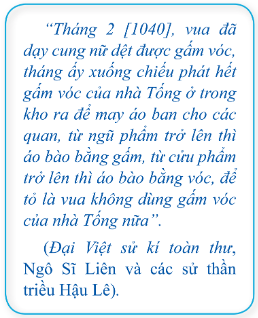 “Tháng 2 [1040], vua đã
dạy cung nữ dệt được gấm vóc,
tháng ấy xuống chiếu phát hết
gấm vóc của nhà Tống ở trong
kho ra để may áo ban cho các
quan, từ ngũ phẩm trở lên thì
áo bào bằng gấm, từ cửu phẩm
trở lên thì áo bào bằng vóc, để
tỏ là vua không dùng gấm vóc
của nhà Tống nữa”.
(Đại Việt sử kí toàn thư,
Ngô Sĩ Liên và các sử thần
triều Hậu Lê).